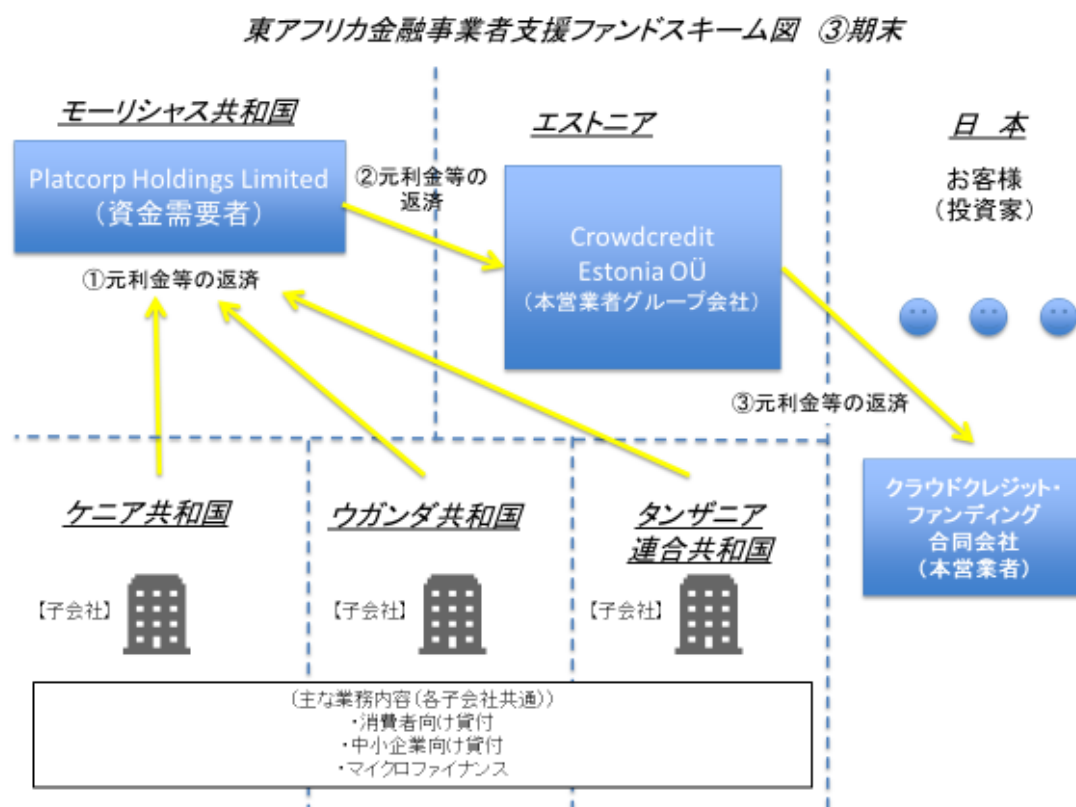 東アフリカ金融事業者支援ファンドスキーム図 ③期末
モーリシャス共和国
Platcorp Holdings Limited
（資金需要者）
①元利金等の返済
②元利金等の
返済
エストニア
Crowdcredit
Estonia OÜ
（本営業者グループ会社）
日 本
お客様
（投資家）
③元利金等の返済
クラウドクレジット・
ファンディング
合同会社
（本営業者）
ケニア共和国
【子会社】
ウガンダ共和国
【子会社】
タンザニア
連合共和国
【子会社】
（主な業務内容（各子会社共通））
・消費者向け貸付
・中小企業向け貸付
・マイクロファイナンス